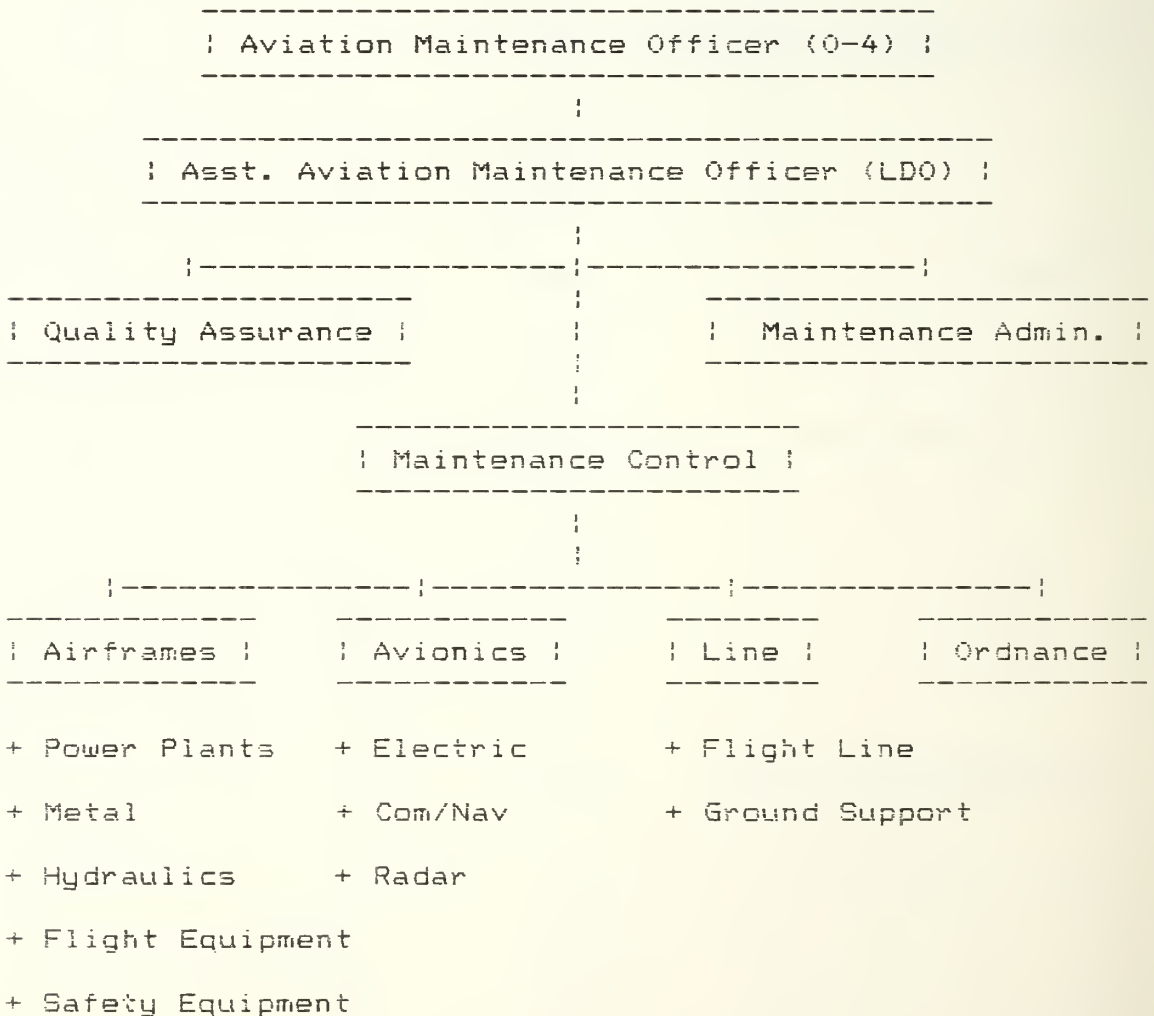 Aviation Maintenance Officer (O-4)
Asst. Aviation Maintenance Officer (LDO)
Quality Assurance Maintenance Admin.
Maintenance Control
Airframes Avionics Line Ordnance
+ Power Plants + Electric + Flight Line
+ Metal + Com/Nav + Ground Support
+ Hydraulics + Radar
+ Flight Equipment
+ Safety Equipment